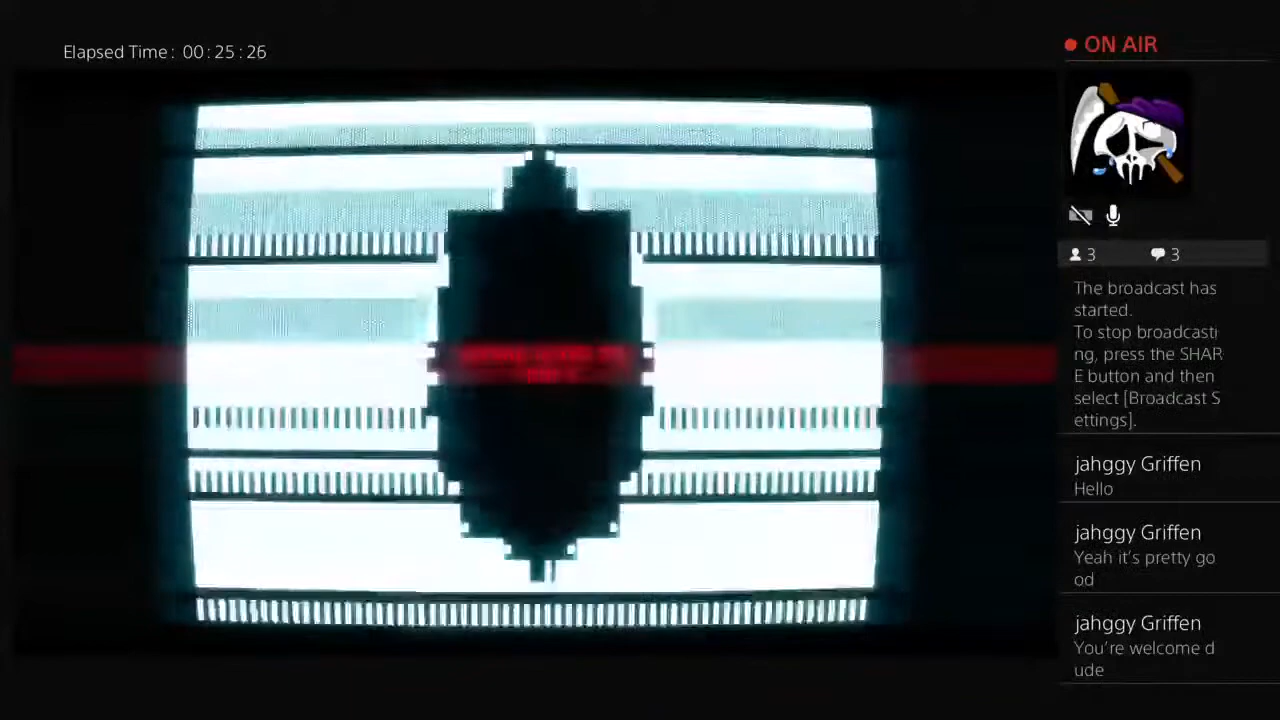 Elapsed Time: 00:25:26
ON AIR
3
3
The broadcast has
started.
To stop broadcasti
ng, press the SHAR
E button and then
select [Broadcast S
ettings].
jahggy Griffen
Hello
jahggy Griffen
Yeah it's pretty go
od
jahggy Griffen
You're welcome d
ude